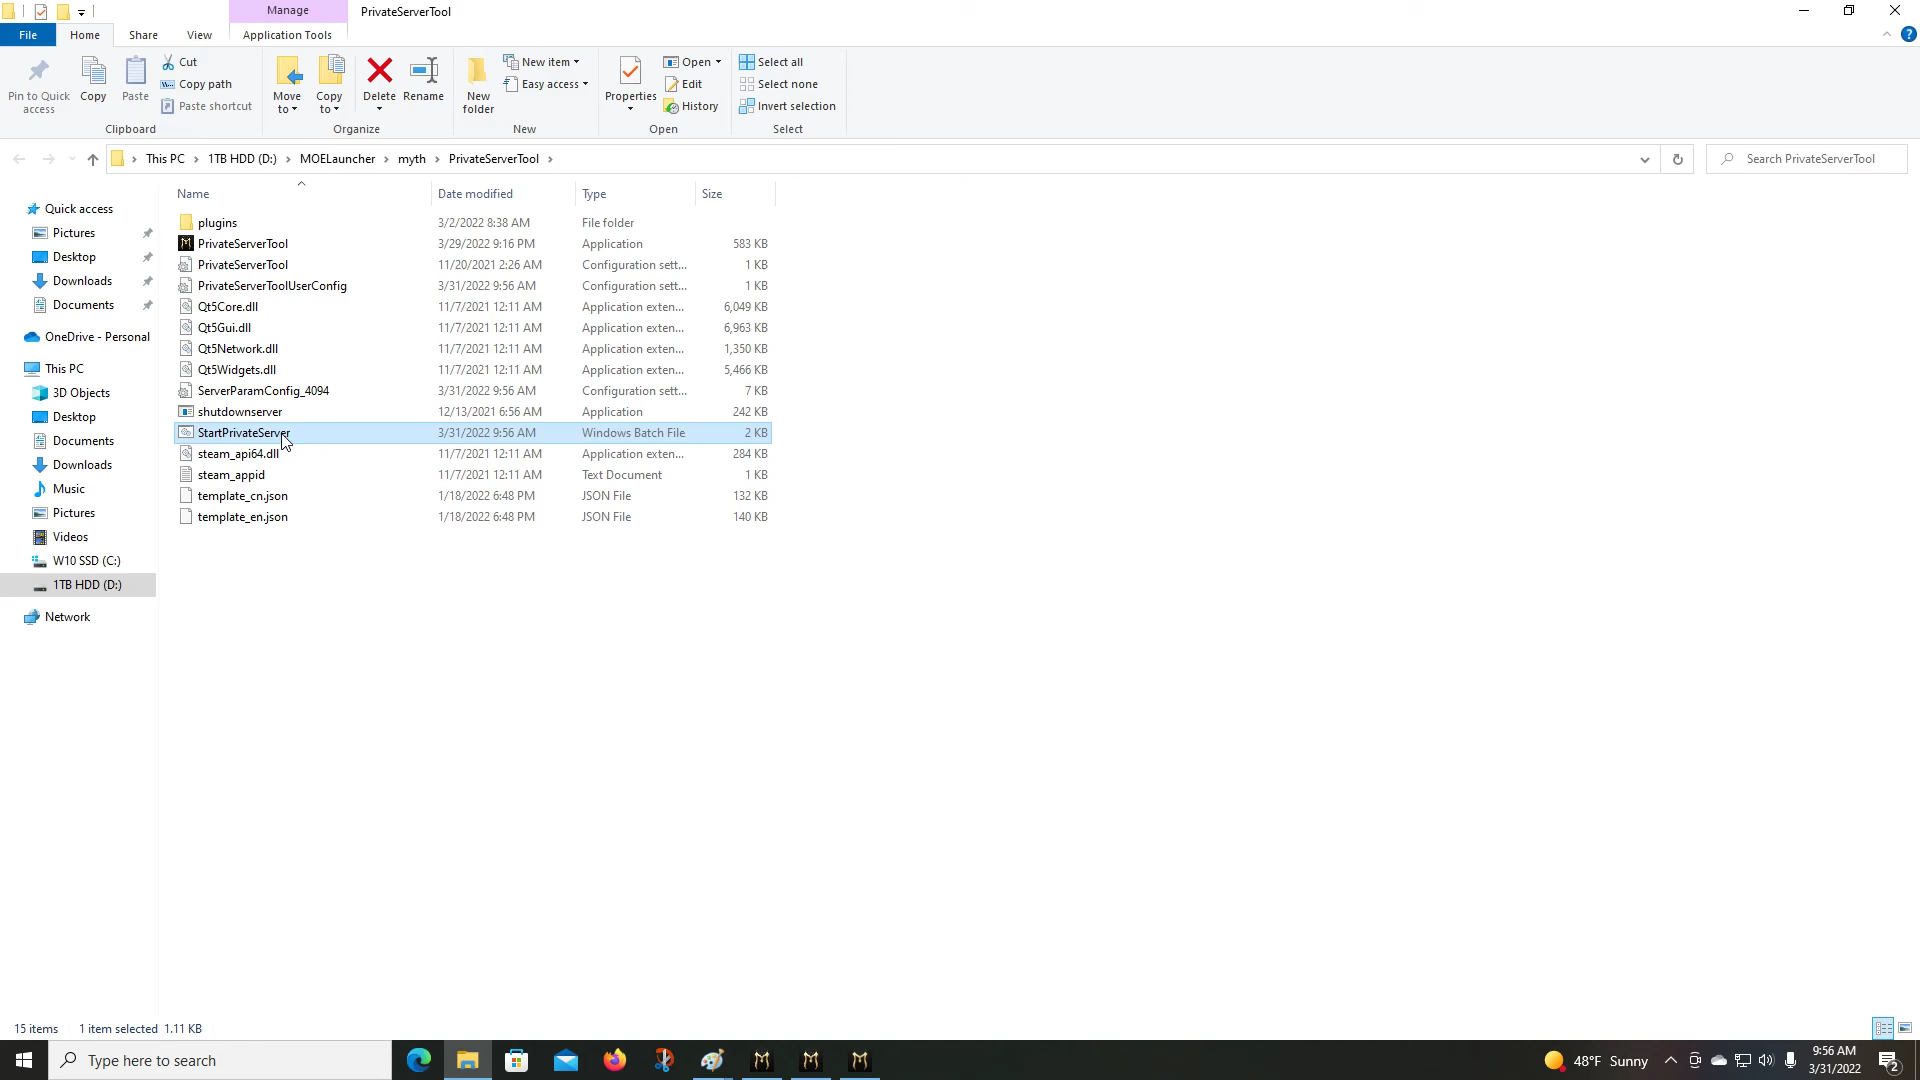 Manage PrivateServerTool
File Home Share View Application Tools
Pin to Quick access
Copy
Paste
Cut
Copy path
Paste shortcut
Clipboard
Move to
Copy to
Delete
Rename
Organize
New folder
New item
Easy access
New
Properties
Open
Edit
History
Open
Select all
Select none
Invert selection
Select
This PC › 1TB HDD (D:) › MOELauncher › myth › PrivateServerTool ›
Search PrivateServerTool
Quick access
Pictures
Desktop
Downloads
Documents
OneDrive - Personal
This PC
3D Objects
Desktop
Documents
Downloads
Music
Pictures
Videos
W10 SSD (C:)
1TB HDD (D:)
Network
Name Date modified Type Size
plugins 3/2/2022 8:38 AM File folder
PrivateServerTool 3/29/2022 9:16 PM Application 583 KB
PrivateServerTool 11/20/2021 2:26 AM Configuration sett... 1 KB
PrivateServerToolUserConfig 3/31/2022 9:56 AM Configuration sett... 1 KB
Qt5Core.dll 11/7/2021 12:11 AM Application exten... 6,049 KB
Qt5Gui.dll 11/7/2021 12:11 AM Application exten... 6,963 KB
Qt5Network.dll 11/7/2021 12:11 AM Application exten... 1,350 KB
Qt5Widgets.dll 11/7/2021 12:11 AM Application exten... 5,466 KB
ServerParamConfig_4094 3/31/2022 9:56 AM Configuration sett... 7 KB
shutdownserver 12/13/2021 6:56 AM Application 242 KB
StartPrivateServer 3/31/2022 9:56 AM Windows Batch File 2 KB
steam_api64.dll 11/7/2021 12:11 AM Application exten... 284 KB
steam_appid 11/7/2021 12:11 AM Text Document 1 KB
template_cn.json 1/18/2022 6:48 PM JSON File 132 KB
template_en.json 1/18/2022 6:48 PM JSON File 140 KB
15 items 1 item selected 1.11 KB
Type here to search
48°F Sunny
9:56 AM
3/31/2022
2